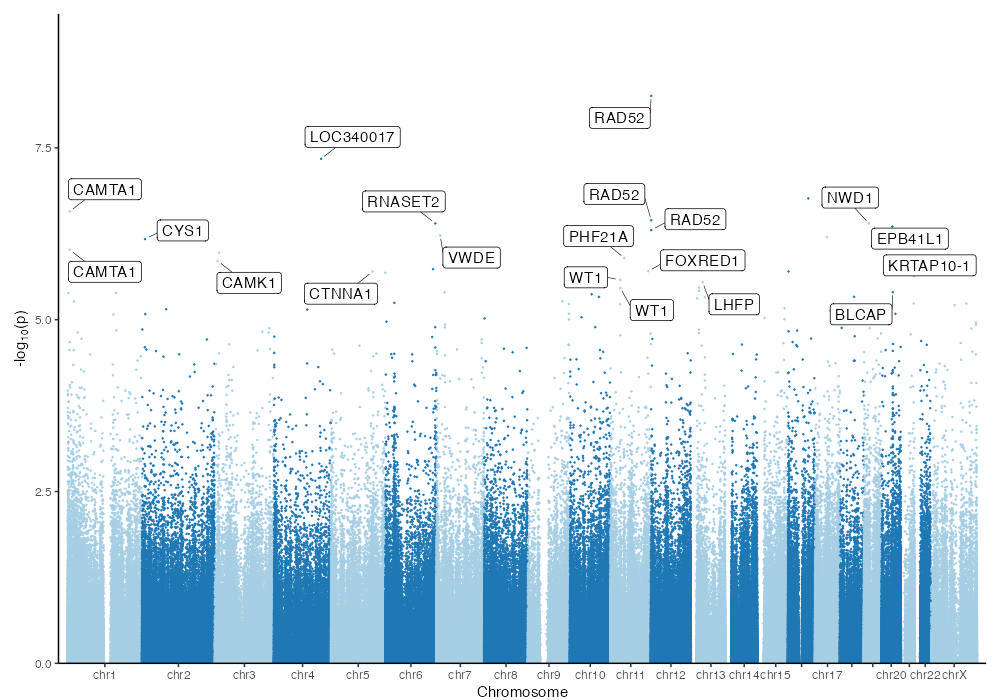 RAD52
LOC340017
7.5
CAMTA1
RAD52
NWD1
RNASET2
RAD52
CYS1
PHF21A
EPB41L1
VWDE
FOXRED1
KRTAP10-1
CAMTA1
WT1
CAMK1
CTNNA1
LHFP
WT1
BLCAP
5.0
-log10(p)
2.5
0.0
chr1 chr2 chr3 chr4 chr5 chr6 chr7 chr8 chr9 chr10 chr11 chr12 chr13 chr14 chr15 chr17 chr20 chr22 chrX
Chromosome